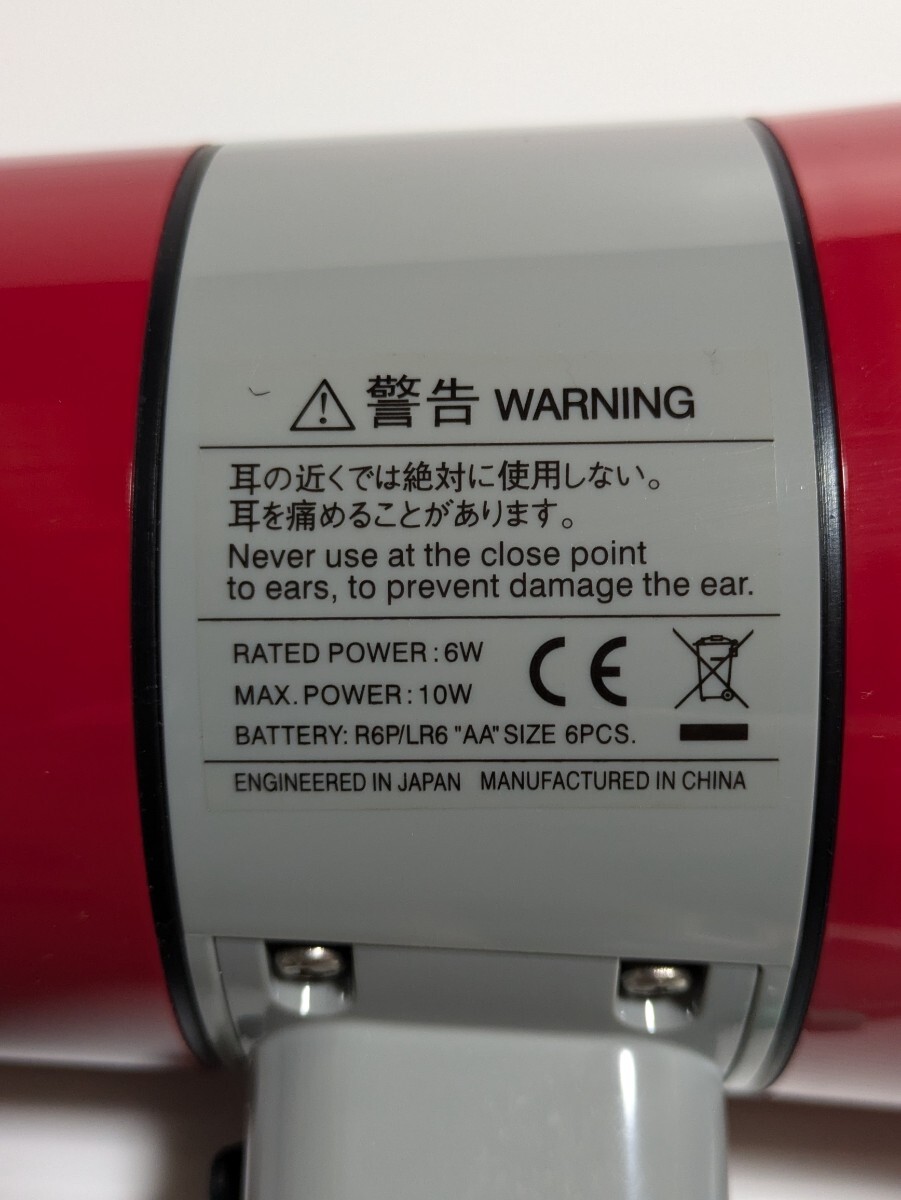 警告 WARNING
耳の近くでは絶対に使用しない。
耳を痛めることがあります。
Never use at the close point
to ears, to prevent damage the ear.
RATED POWER : 6W
MAX. POWER : 10W
CE
BATTERY: R6P/LR6 "AA" SIZE 6PCS.
ENGINEERED IN JAPAN MANUFACTURED IN CHINA